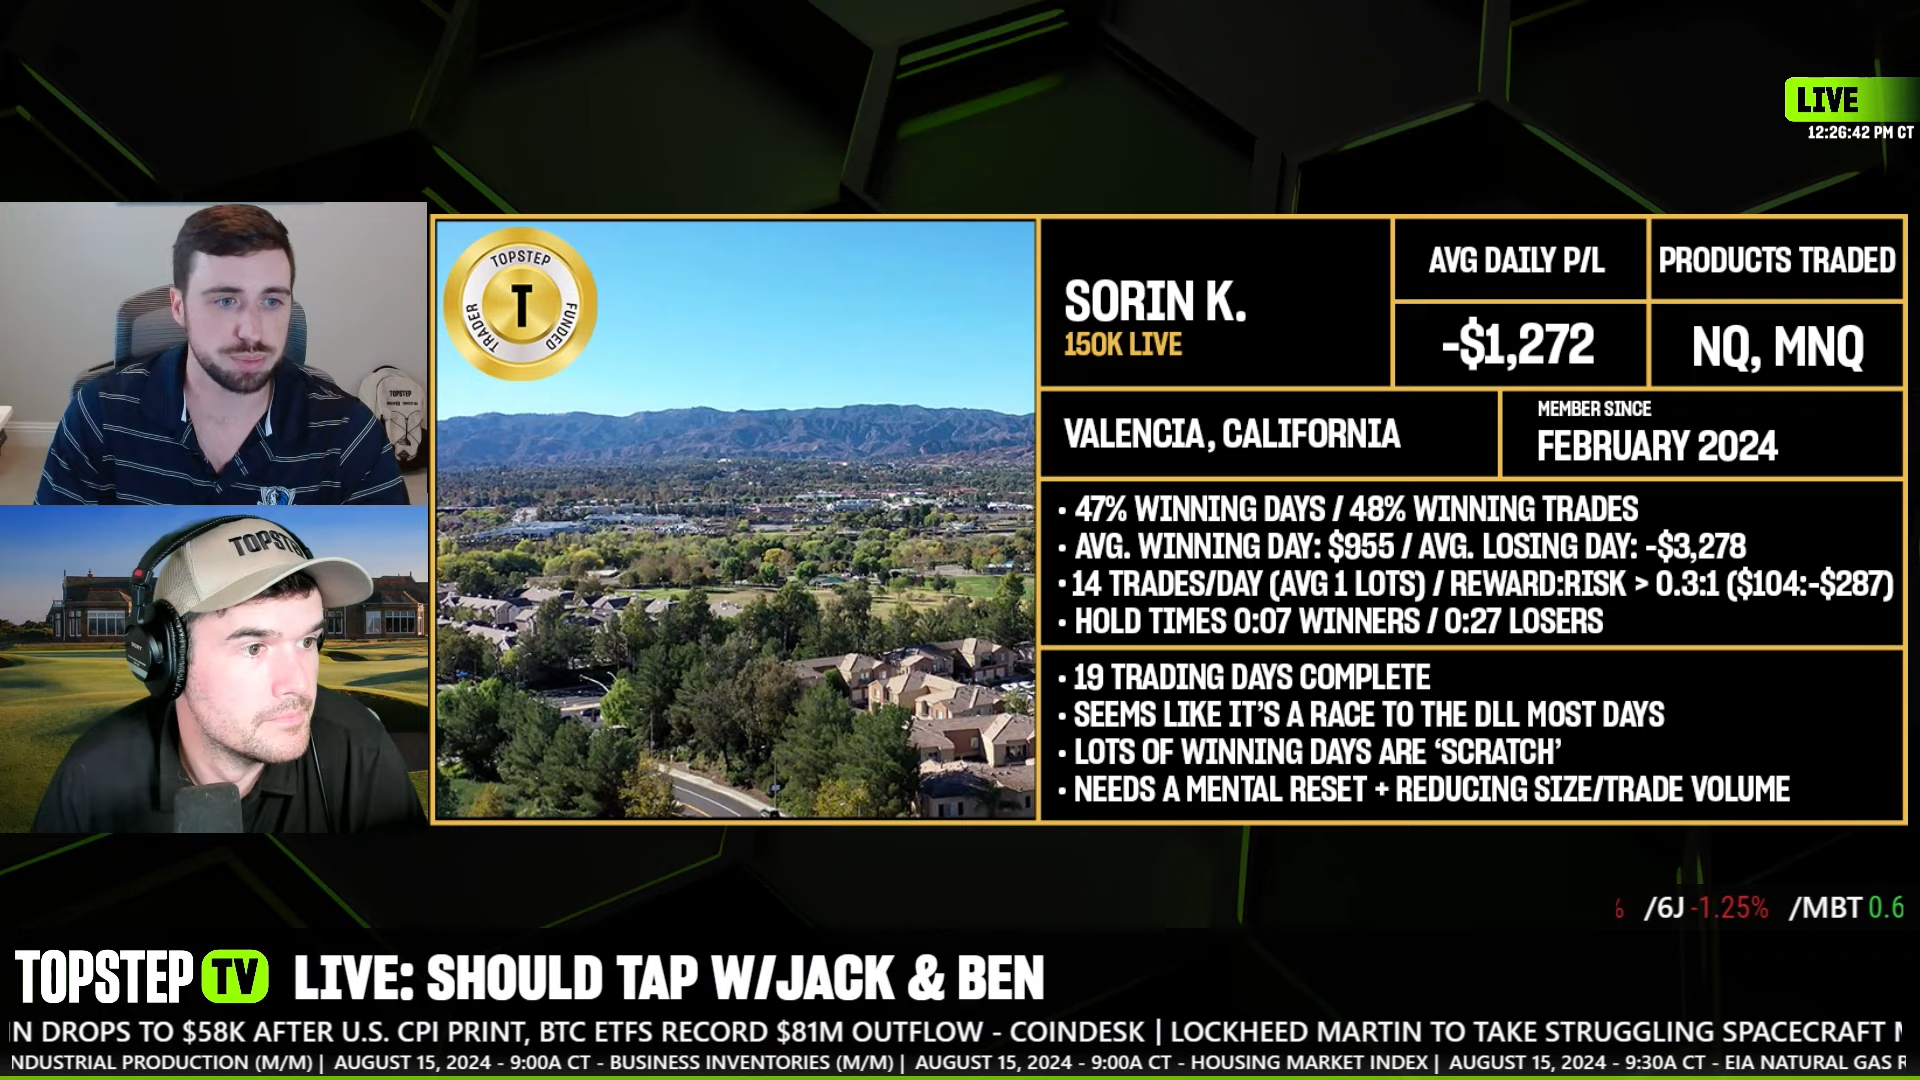 LIVE
12:26:42 PM CT
TOPSTEP
TOPSTEP
TRADER
FUNDED
T
SORIN K.
150K LIVE
AVG DAILY P/L
-$1,272
PRODUCTS TRADED
NQ, MNQ
VALENCIA, CALIFORNIA
MEMBER SINCE
FEBRUARY 2024
• 47% WINNING DAYS / 48% WINNING TRADES
• AVG. WINNING DAY: $955 / AVG. LOSING DAY: -$3,278
• 14 TRADES/DAY (AVG 1 LOTS) / REWARD:RISK > 0.3:1 ($104:-$287)
• HOLD TIMES 0:07 WINNERS / 0:27 LOSERS
• 19 TRADING DAYS COMPLETE
• SEEMS LIKE IT'S A RACE TO THE DLL MOST DAYS
• LOTS OF WINNING DAYS ARE ‘SCRATCH’
• NEEDS A MENTAL RESET + REDUCING SIZE/TRADE VOLUME
/6J -1.25% /MBT 0.6
TOPSTEP TV LIVE: SHOULD TAP W/JACK & BEN
IN DROPS TO $58K AFTER U.S. CPI PRINT, BTC ETFS RECORD $81M OUTFLOW - COINDESK | LOCKHEED MARTIN TO TAKE STRUGGLING SPACECRAFT
NDUSTRIAL PRODUCTION (M/M) | AUGUST 15, 2024 - 9:00A CT - BUSINESS INVENTORIES (M/M) | AUGUST 15, 2024 - 9:00A CT - HOUSING MARKET INDEX | AUGUST 15, 2024 - 9:30A CT - EIA NATURAL GAS